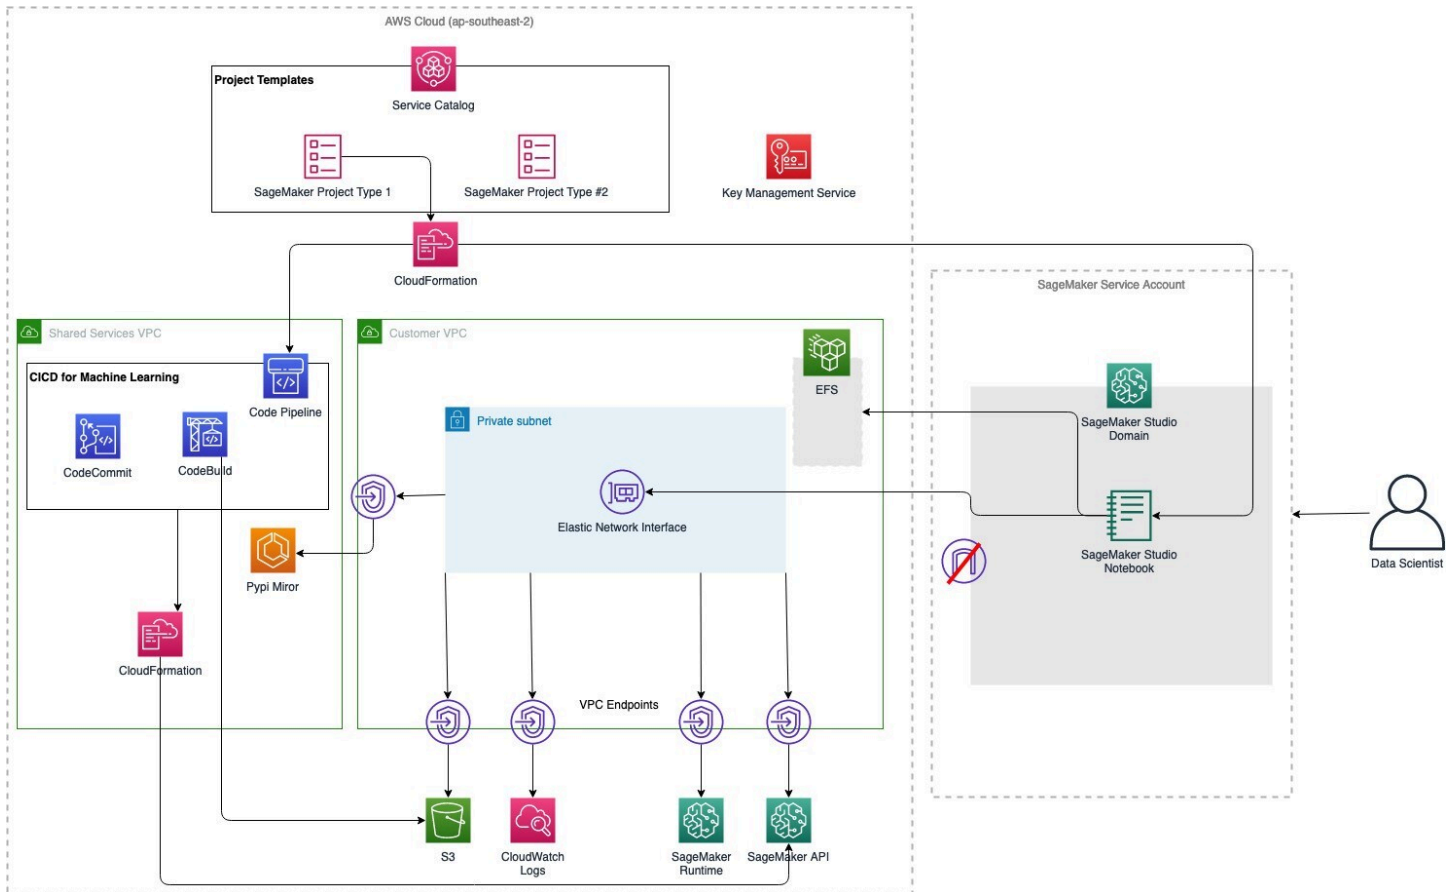 AWS Cloud (ap-southeast-2)
Project Templates
Service Catalog
SageMaker Project Type 1
SageMaker Project Type #2
Key Management Service
CloudFormation
SageMaker Service Account
Shared Services VPC
Customer VPC
CICD for Machine Learning
Code Pipeline
EFS
CodeCommit
CodeBuild
Private subnet
SageMaker Studio
Domain
Elastic Network Interface
SageMaker Studio
Notebook
Data Scientist
Pypi Miror
CloudFormation
VPC Endpoints
S3
CloudWatch
Logs
SageMaker
Runtime
SageMaker API